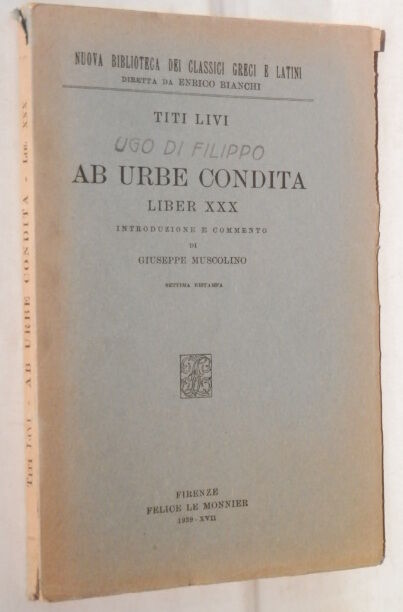 NUOVA BIBLIOTECA DEI CLASSICI GRECI E LATINI
DIRETTA DA ENRICO BIANCHI
TITI LIVI
UGO DI FILIPPO
AB URBE CONDITA
LIBER XXX
INTRODUZIONE E COMMENTO
DI
GIUSEPPE MUSCOLINO
SETTIMA RISTAMPA
FIRENZE
FELICE LE MONNIER
1939 - XVII
TITI LIVI - AB URBE CONDITA - LIB. XXX